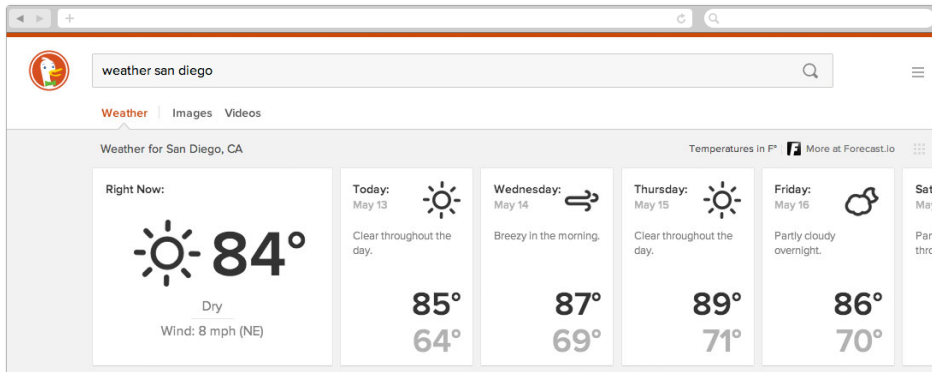 weather san diego
Weather Images Videos
Weather for San Diego, CA
Temperatures in F° More at Forecast.io
Right Now:
84°
Dry
Wind: 8 mph (NE)
Today:
May 13
Clear throughout the
day.
85°
64°
Wednesday:
May 14
Breezy in the morning.
87°
69°
Thursday:
May 15
Clear throughout the
day.
89°
71°
Friday:
May 16
Partly cloudy
overnight.
86°
70°
Sat